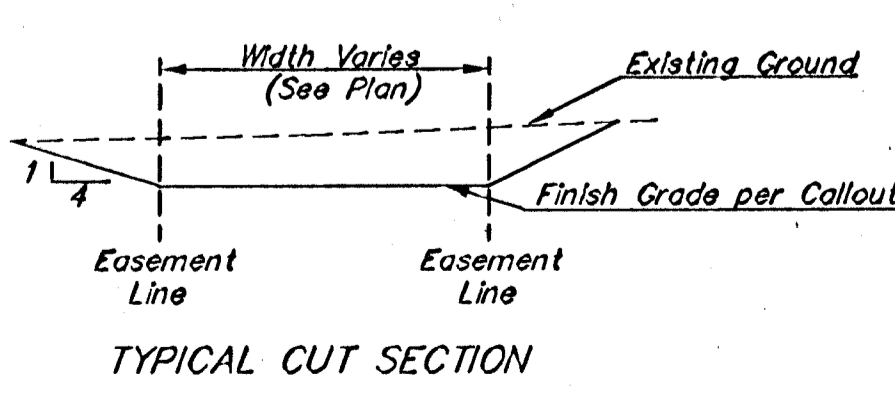 Width Varies
(See Plan)
Existing Ground
1
4
Finish Grade per Callout
Easement
Line
Easement
Line
TYPICAL CUT SECTION